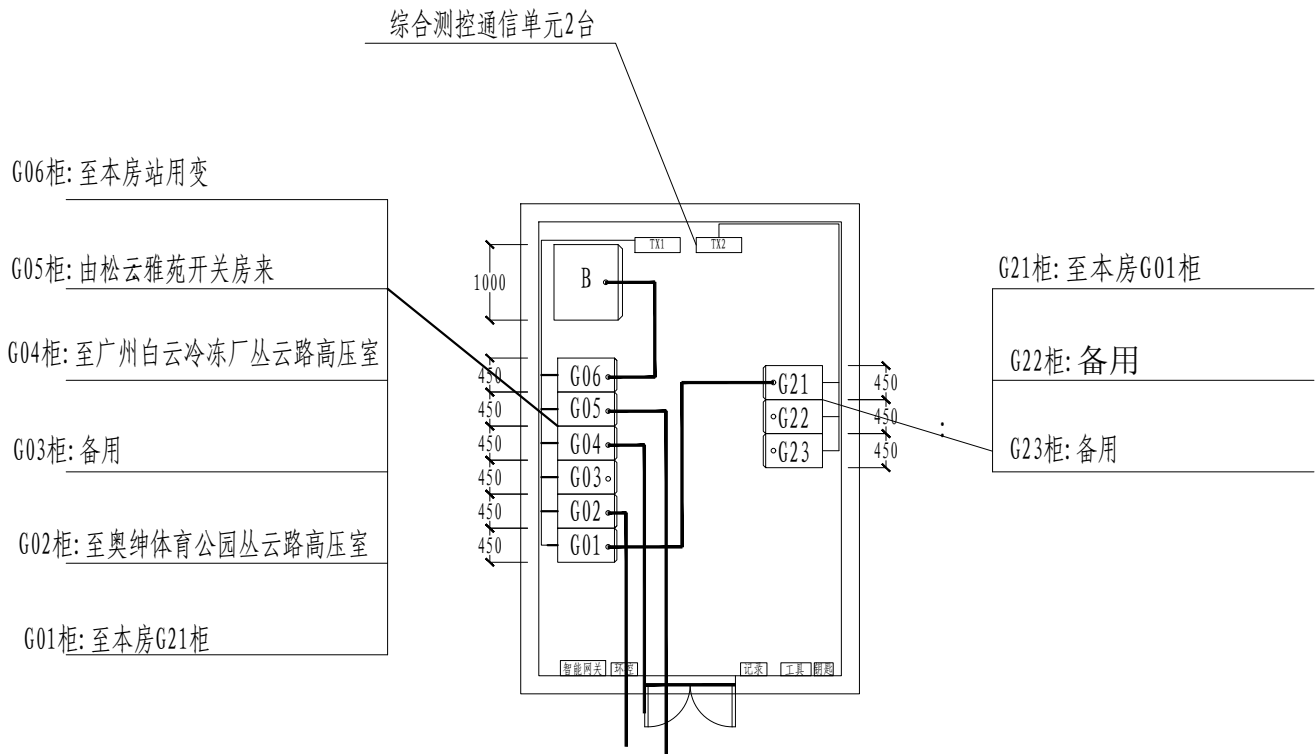 综合测控通信单元2台
G06柜:至本房站用变
G05柜:由松云雅苑开关房来
G04柜:至广州白云冷冻厂丛云路高压室
G03柜:备用
G02柜:至奥绅体育公园丛云路高压室
G01柜:至本房G21柜
TX1
TX2
1000
B
450
G06
450
G05
450
G04
450
G03
450
G02
450
G01
G21
450
G22
450
G23
450
:
G21柜:至本房G01柜
G22柜:备用
G23柜:备用
智能网关
环控
记录
工具
钥匙